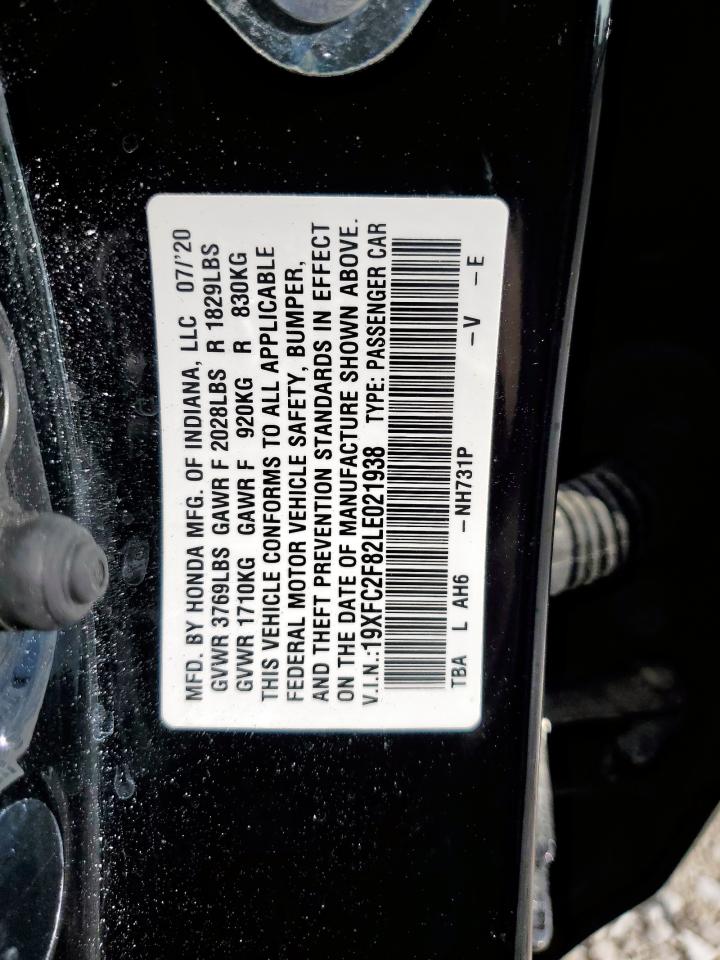 MFD. BY HONDA MFG. OF INDIANA, LLC 07/'20
GVWR 3769LBS GAWR F 2028LBS R 1829LBS
GVWR 1710KG GAWR F 920KG R 830KG
THIS VEHICLE CONFORMS TO ALL APPLICABLE
FEDERAL MOTOR VEHICLE SAFETY, BUMPER,
AND THEFT PREVENTION STANDARDS IN EFFECT
ON THE DATE OF MANUFACTURE SHOWN ABOVE.
V.I.N.:19XFC2F82LE021938 TYPE: PASSENGER CAR
TBA L AH6 -NH731P -V -E